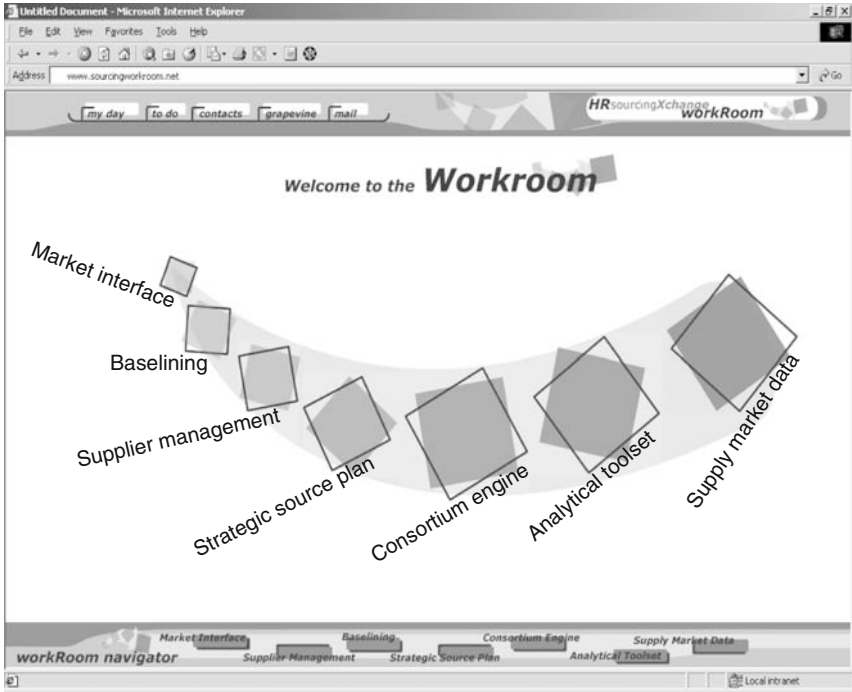 Untitled Document - Microsoft Internet Explorer
File Edit View Favorites Tools Help
Address www.sourcingworkroom.net Go
my day to do contacts grapevine mail
HRsourcingXchange
workRoom
Welcome to the Workroom
Market interface
Baselining
Supplier management
Strategic source plan
Consortium engine
Analytical toolset
Supply market data
Market Interface Baselining Consortium Engine Supply Market Data
workRoom navigator Supplier Management Strategic Source Plan Analytical Toolset
Local intranet